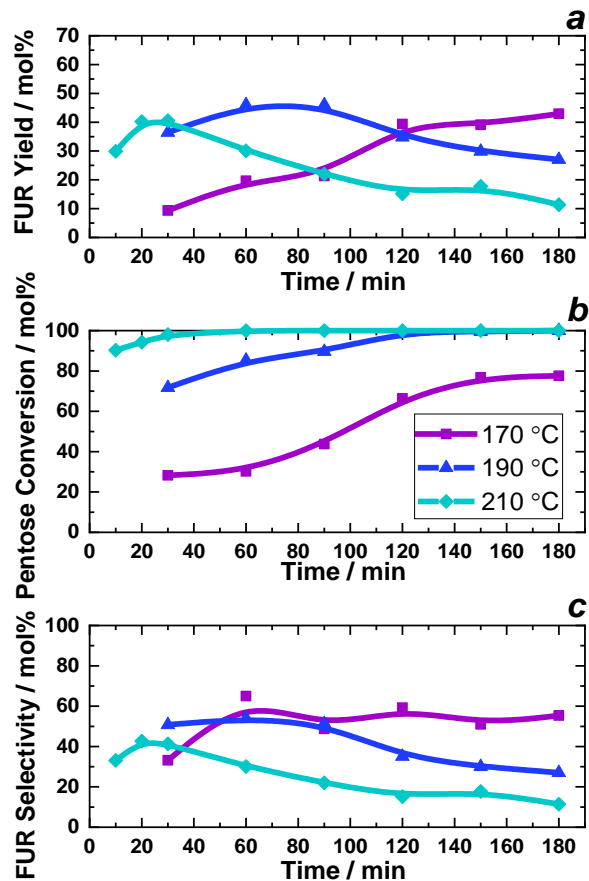 a
FUR Yield / mol%
70
60
50
40
30
20
10
0
0 20 40 60 80 100 120 140 160 180
Time / min
b
Pentose Conversion / mol%
100
80
60
40
20
0
170 °C
190 °C
210 °C
0 20 40 60 80 100 120 140 160 180
Time / min
c
FUR Selectivity / mol%
100
80
60
40
20
0
0 20 40 60 80 100 120 140 160 180
Time / min